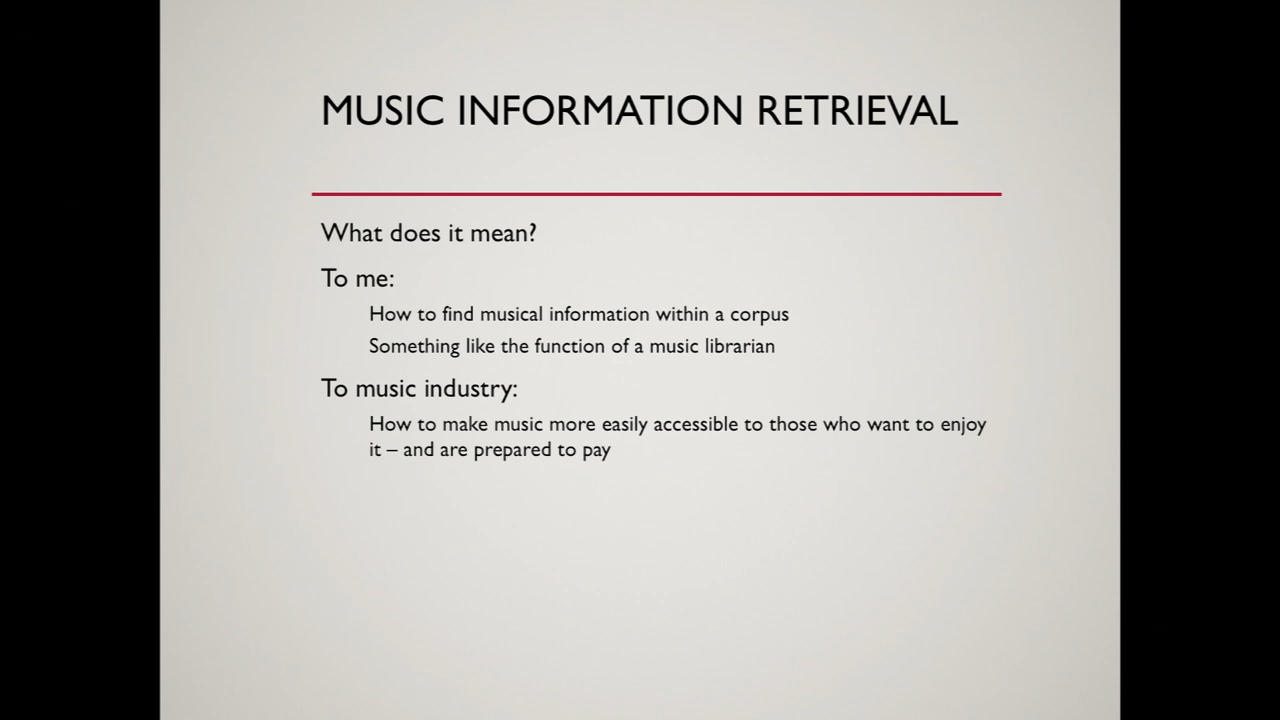 MUSIC INFORMATION RETRIEVAL
What does it mean?
To me:
How to find musical information within a corpus
Something like the function of a music librarian
To music industry:
How to make music more easily accessible to those who want to enjoy
it – and are prepared to pay